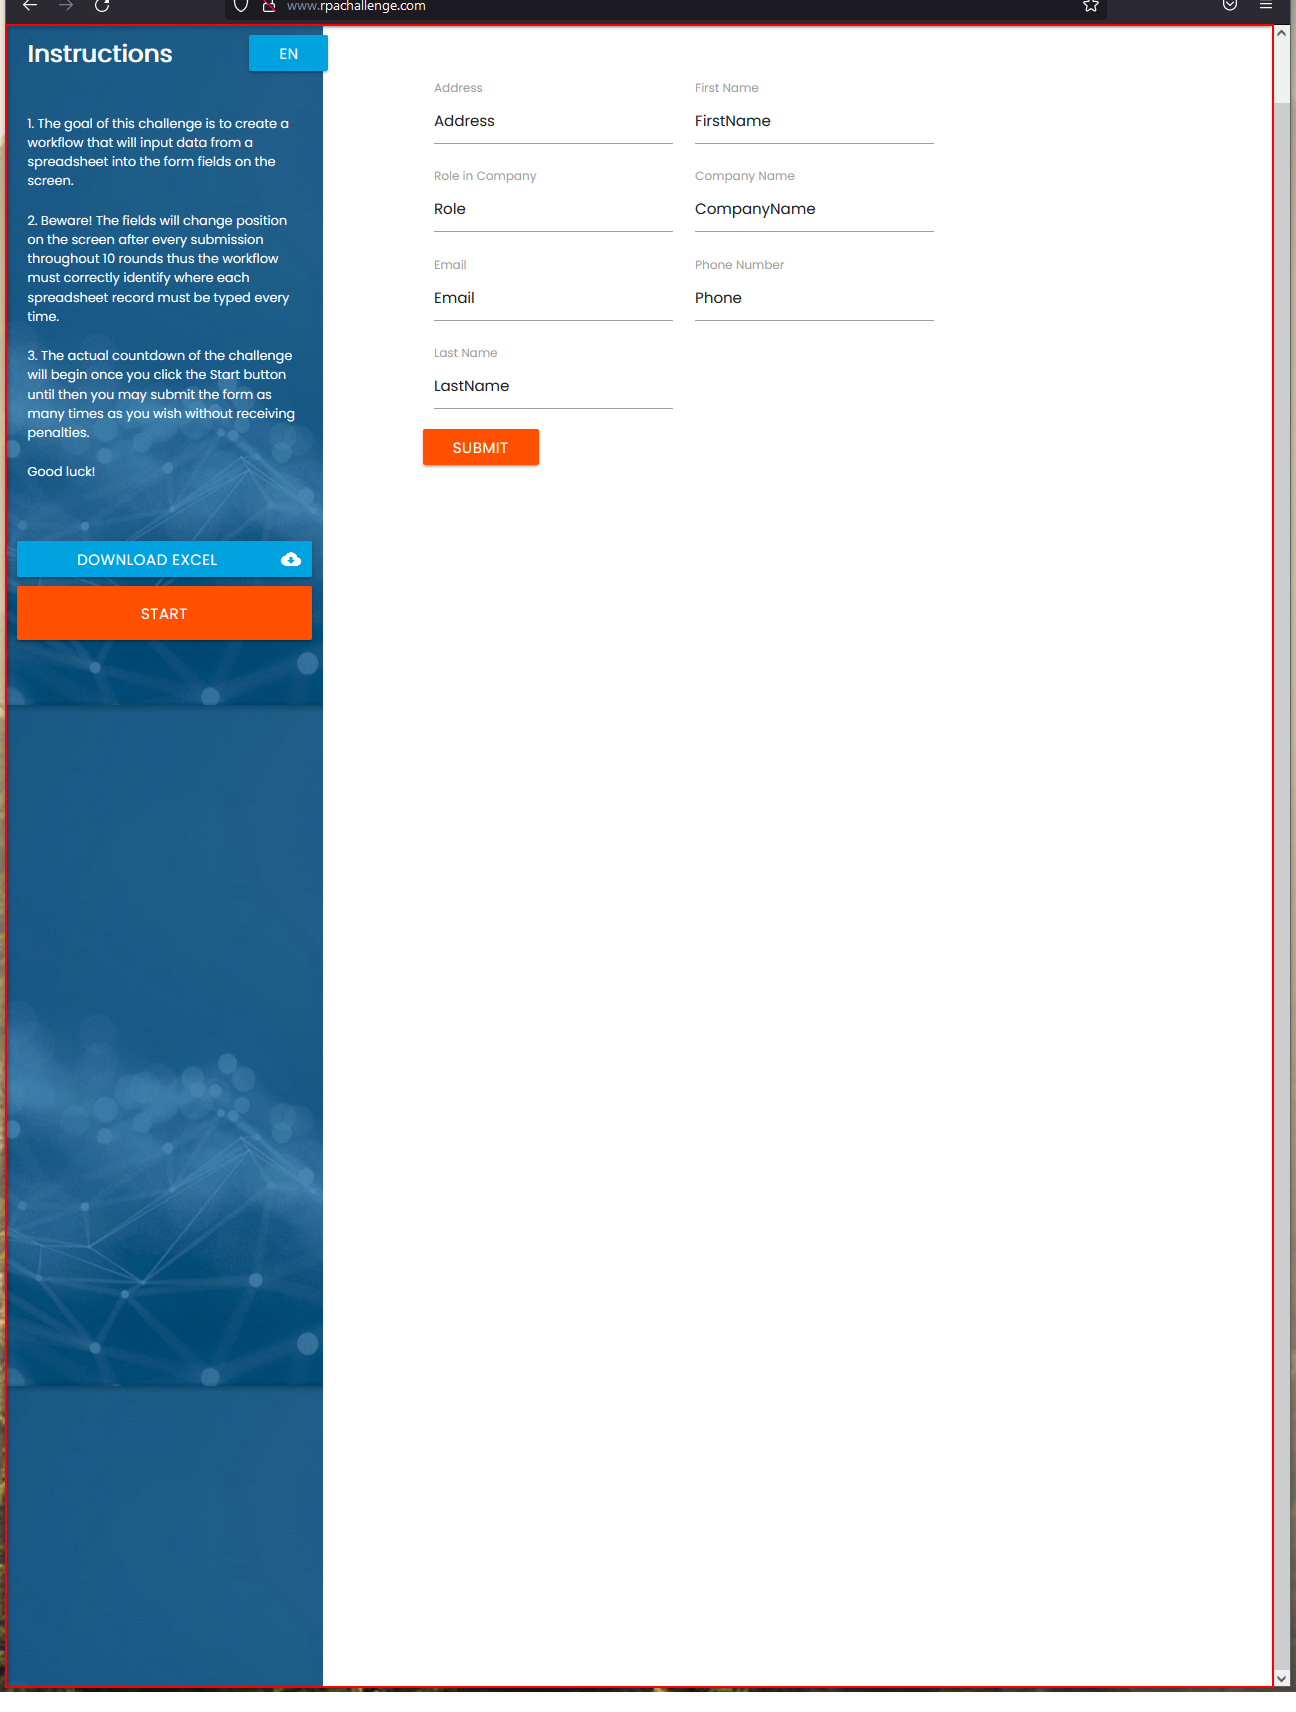 www.rpachallenge.com
Instructions
EN
1. The goal of this challenge is to create a
workflow that will input data from a
spreadsheet into the form fields on the
screen.
2. Beware! The fields will change position
on the screen after every submission
throughout 10 rounds thus the workflow
must correctly identify where each
spreadsheet record must be typed every
time.
3. The actual countdown of the challenge
will begin once you click the Start button
until then you may submit the form as
many times as you wish without receiving
penalties.
Good luck!
DOWNLOAD EXCEL
START
Address
First Name
Address
FirstName
Role in Company
Company Name
Role
CompanyName
Email
Phone Number
Email
Phone
Last Name
LastName
SUBMIT